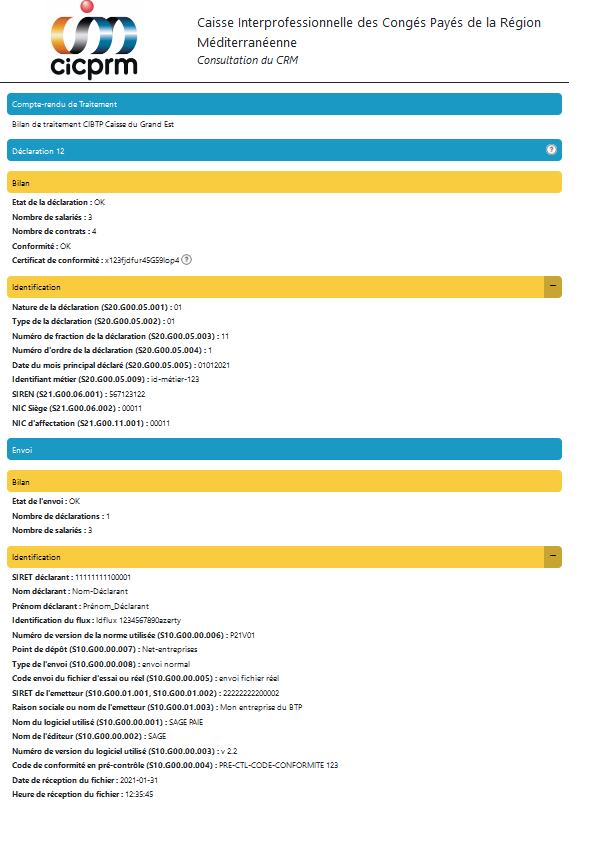 cicprm
Caisse Interprofessionnelle des Congés Payés de la Région
Méditerranéenne
Consultation du CRM
Compte-rendu de Traitement
Bilan de traitement CIBTP Caisse du Grand Est
Déclaration 12
?
Bilan
Etat de la déclaration : OK
Nombre de salariés : 3
Nombre de contrats : 4
Conformité : OK
Certificat de conformité : x123fjdfur45G59lop4 ?
Identification
Nature de la déclaration (S20.G00.05.001) : 01
Type de la déclaration (S20.G00.05.002) : 01
Numéro de fraction de la déclaration (S20.G00.05.003) : 11
Numéro d'ordre de la déclaration (S20.G00.05.004) : 1
Date du mois principal déclaré (S20.G00.05.005) : 01012021
Identifiant métier (S20.G00.05.009) : id-métier-123
SIREN (S21.G00.06.001) : 567123122
NIC Siège (S21.G00.06.002) : 00011
NIC d'affectation (S21.G00.11.001) : 00011
Envoi
Bilan
Etat de l'envoi : OK
Nombre de déclarations : 1
Nombre de salariés : 3
Identification
SIRET déclarant : 11111111100001
Nom déclarant : Nom-Déclarant
Prénom déclarant : Prénom_Déclarant
Identification du flux : Idflux 1234567890azerty
Numéro de version de la norme utilisée (S10.G00.00.006) : P21V01
Point de dépôt (S10.G00.00.007) : Net-entreprises
Type de l'envoi (S10.G00.00.008) : envoi normal
Code envoi du fichier d'essai ou réel (S10.G00.00.005) : envoi fichier réel
SIRET de l'emetteur (S10.G00.01.001, S10.G00.01.002) : 22222222200002
Raison sociale ou nom de l'emetteur (S10.G00.01.003) : Mon entreprise du BTP
Nom du logiciel utilisé (S10.G00.00.001) : SAGE PAIE
Nom de l'éditeur (S10.G00.00.002) : SAGE
Numéro de version du logiciel utilisé (S10.G00.00.003) : v 2.2
Code de conformité en pré-contrôle (S10.G00.00.004) : PRE-CTL-CODE-CONFORMITE 123
Date de réception du fichier : 2021-01-31
Heure de réception du fichier : 12:35:45